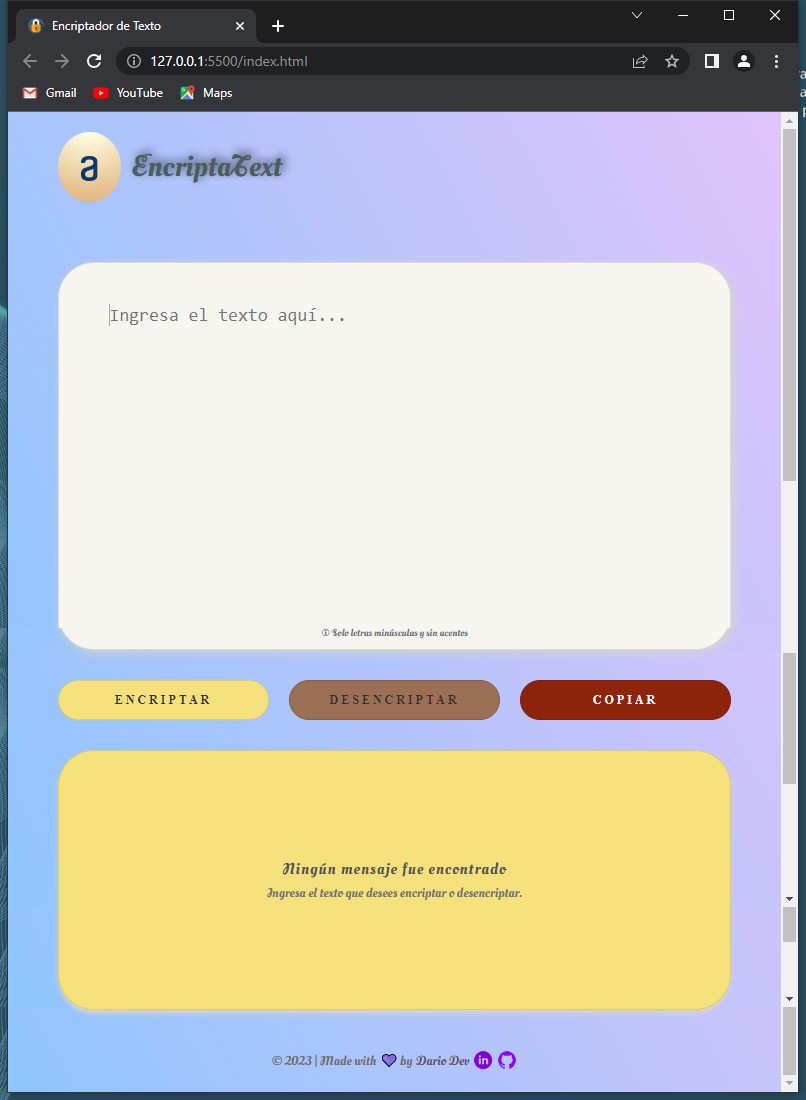 Encriptador de Texto
127.0.0.1:5500/index.html
Gmail YouTube Maps
a EncriptaText
Ingresa el texto aquí...
Solo letras minúsculas y sin acentos
ENCRIPTAR DESENCRIPTAR COPIAR
Ningún mensaje fue encontrado
Ingresa el texto que desees encriptar o desencriptar.
© 2023 | Made with 💜 by Dario Dev in